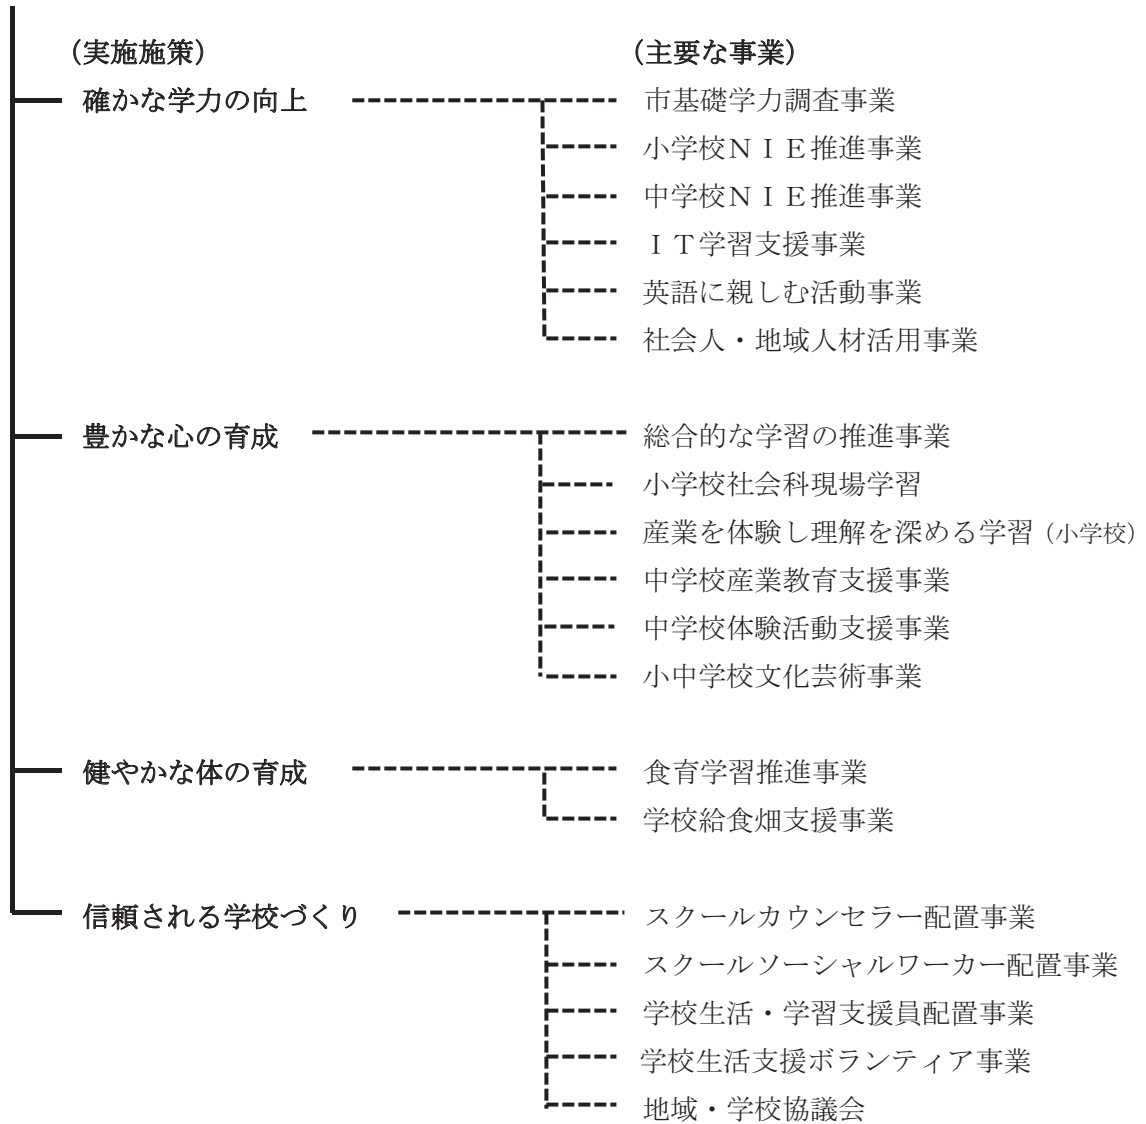 （実施施策） （主要な事業）
確かな学力の向上 市基礎学力調査事業
小学校ＮＩＥ推進事業
中学校ＮＩＥ推進事業
ＩＴ学習支援事業
英語に親しむ活動事業
社会人・地域人材活用事業
豊かな心の育成 総合的な学習の推進事業
小学校社会科現場学習
産業を体験し理解を深める学習（小学校）
中学校産業教育支援事業
中学校体験活動支援事業
小中学校文化芸術事業
健やかな体の育成 食育学習推進事業
学校給食畑支援事業
信頼される学校づくり スクールカウンセラー配置事業
スクールソーシャルワーカー配置事業
学校生活・学習支援員配置事業
学校生活支援ボランティア事業
地域・学校協議会